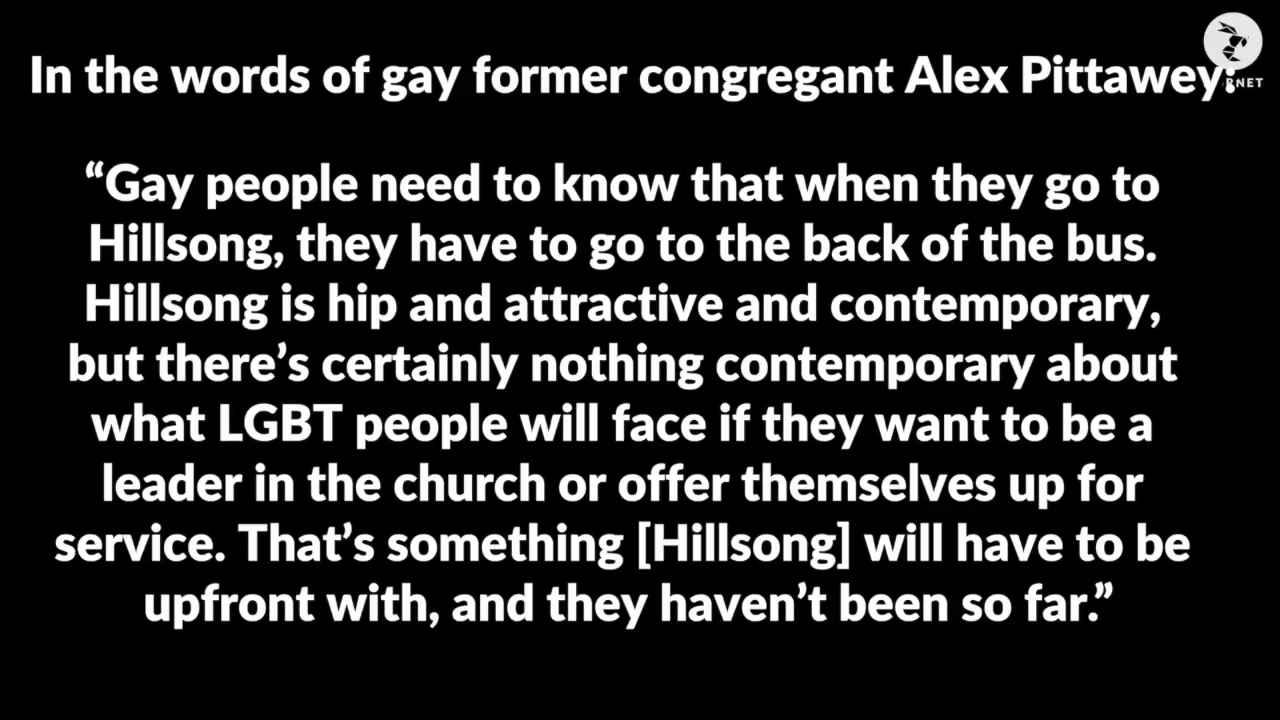 In the words of gay former congregant Alex Pittawey:
“Gay people need to know that when they go to
Hillsong, they have to go to the back of the bus.
Hillsong is hip and attractive and contemporary,
but there’s certainly nothing contemporary about
what LGBT people will face if they want to be a
leader in the church or offer themselves up for
service. That’s something [Hillsong] will have to be
upfront with, and they haven’t been so far.”